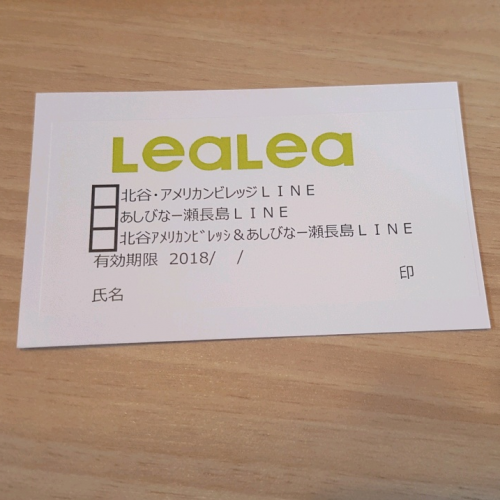 LeaLea
北谷・アメリカンビレッジＬＩＮＥ
あしびなー瀬長島ＬＩＮＥ
北谷ｱﾒﾘｶﾝﾋﾞﾚｯｼ＆あしびなー瀬長島ＬＩＮＥ
有効期限 2018/ /
印
氏名